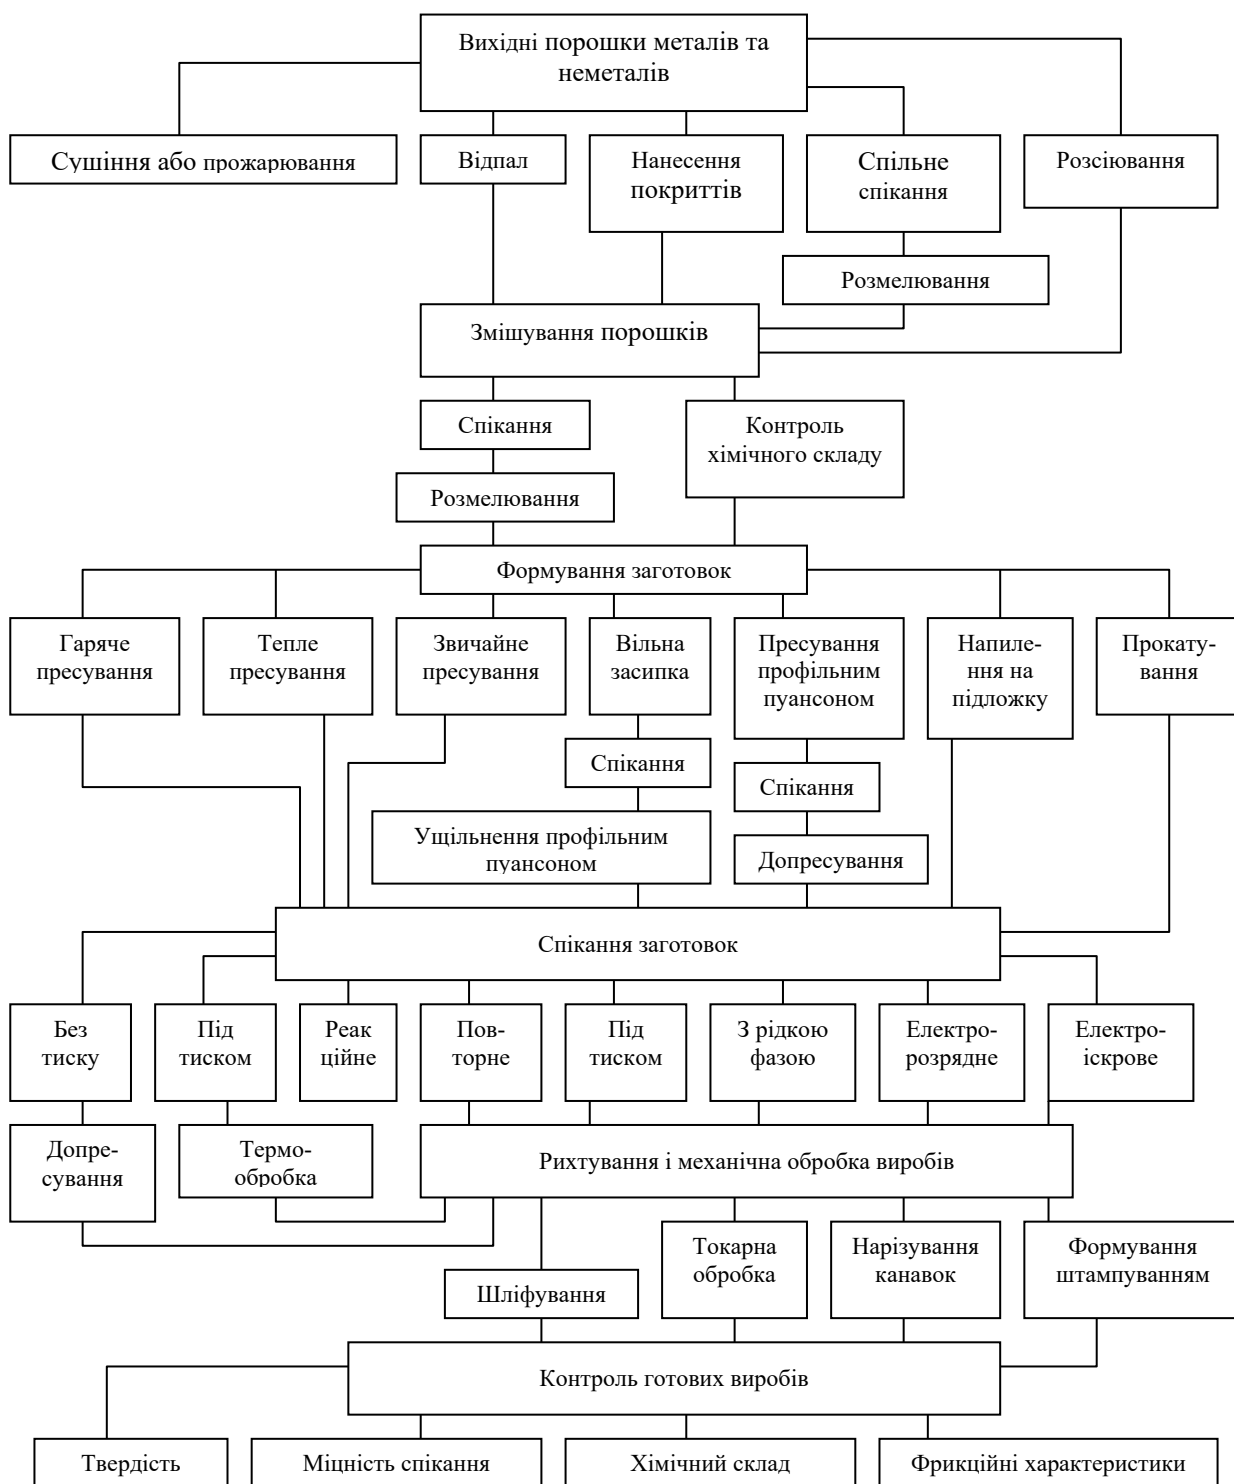 Вихідні порошки металів та
неметалів
Сушіння або прожарювання
Відпал
Нанесення
покриттів
Спільне
спікання
Розсіювання
Розмелювання
Змішування порошків
Спікання
Контроль
хімічного складу
Розмелювання
Формування заготовок
Гаряче
пресування
Тепле
пресування
Звичайне
пресування
Вільна
засипка
Пресування
профільним
пуансоном
Напиле-
ння на
підложку
Прокату-
вання
Спікання
Спікання
Ущільнення профільним
пуансоном
Допресування
Спікання заготовок
Без
тиску
Під
тиском
Реак
ційне
Пов-
торне
Під
тиском
З рідкою
фазою
Електро-
розрядне
Електро-
іскрове
Допре-
сування
Термо-
обробка
Рихтування і механічна обробка виробів
Шліфування
Токарна
обробка
Нарізування
канавок
Формування
штампуванням
Контроль готових виробів
Твердість
Міцність спікання
Хімічний склад
Фрикційні характеристики